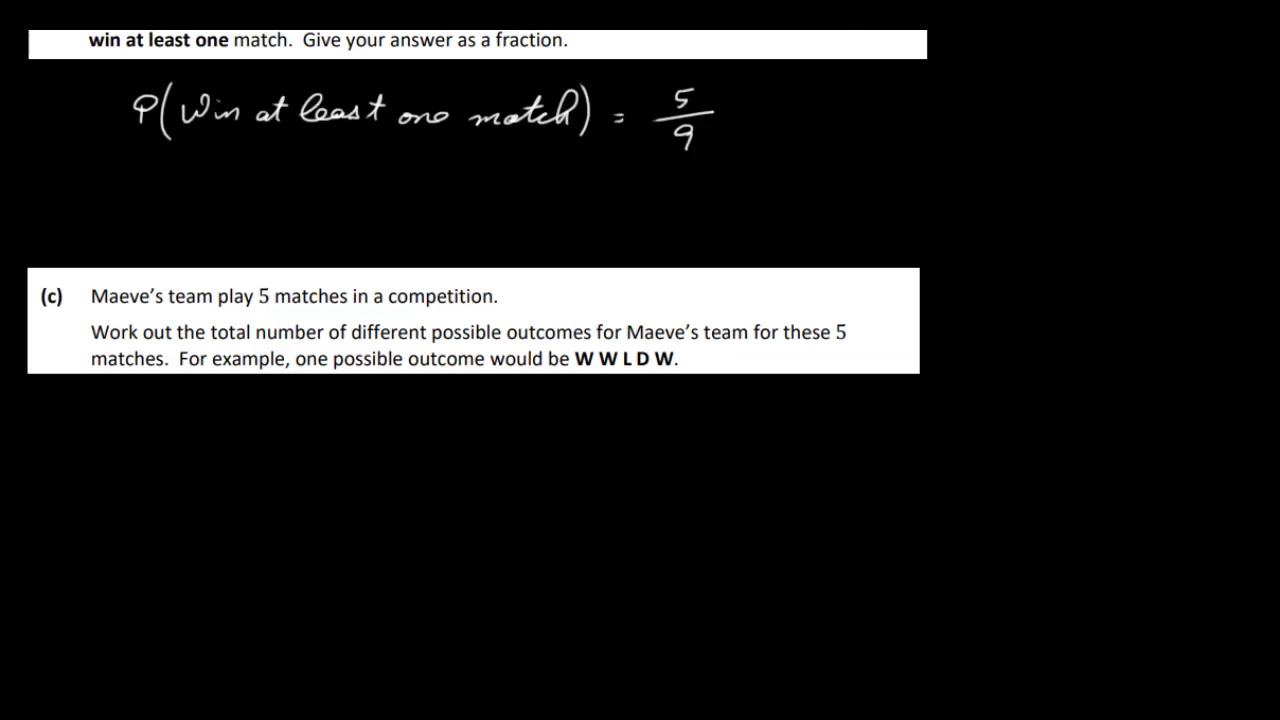 win at least one match. Give your answer as a fraction.
P(Win at least one match) = 5/9
(c) Maeve's team play 5 matches in a competition.
Work out the total number of different possible outcomes for Maeve's team for these 5
matches. For example, one possible outcome would be W W L D W.